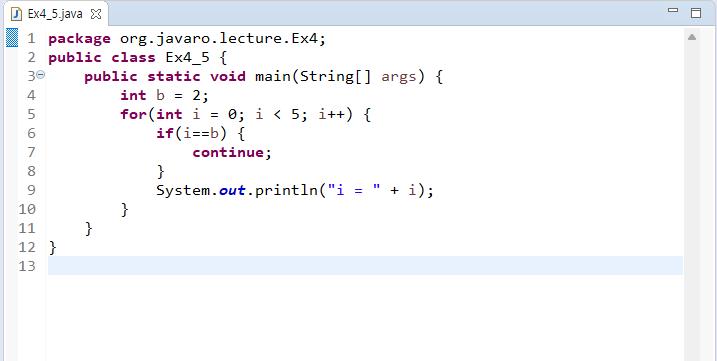 Ex4_5.java
1 package org.javaro.lecture.Ex4;
2 public class Ex4_5 {
3 public static void main(String[] args) {
4 int b = 2;
5 for(int i = 0; i < 5; i++) {
6 if(i==b) {
7 continue;
8 }
9 System.out.println("i = " + i);
10 }
11 }
12 }
13